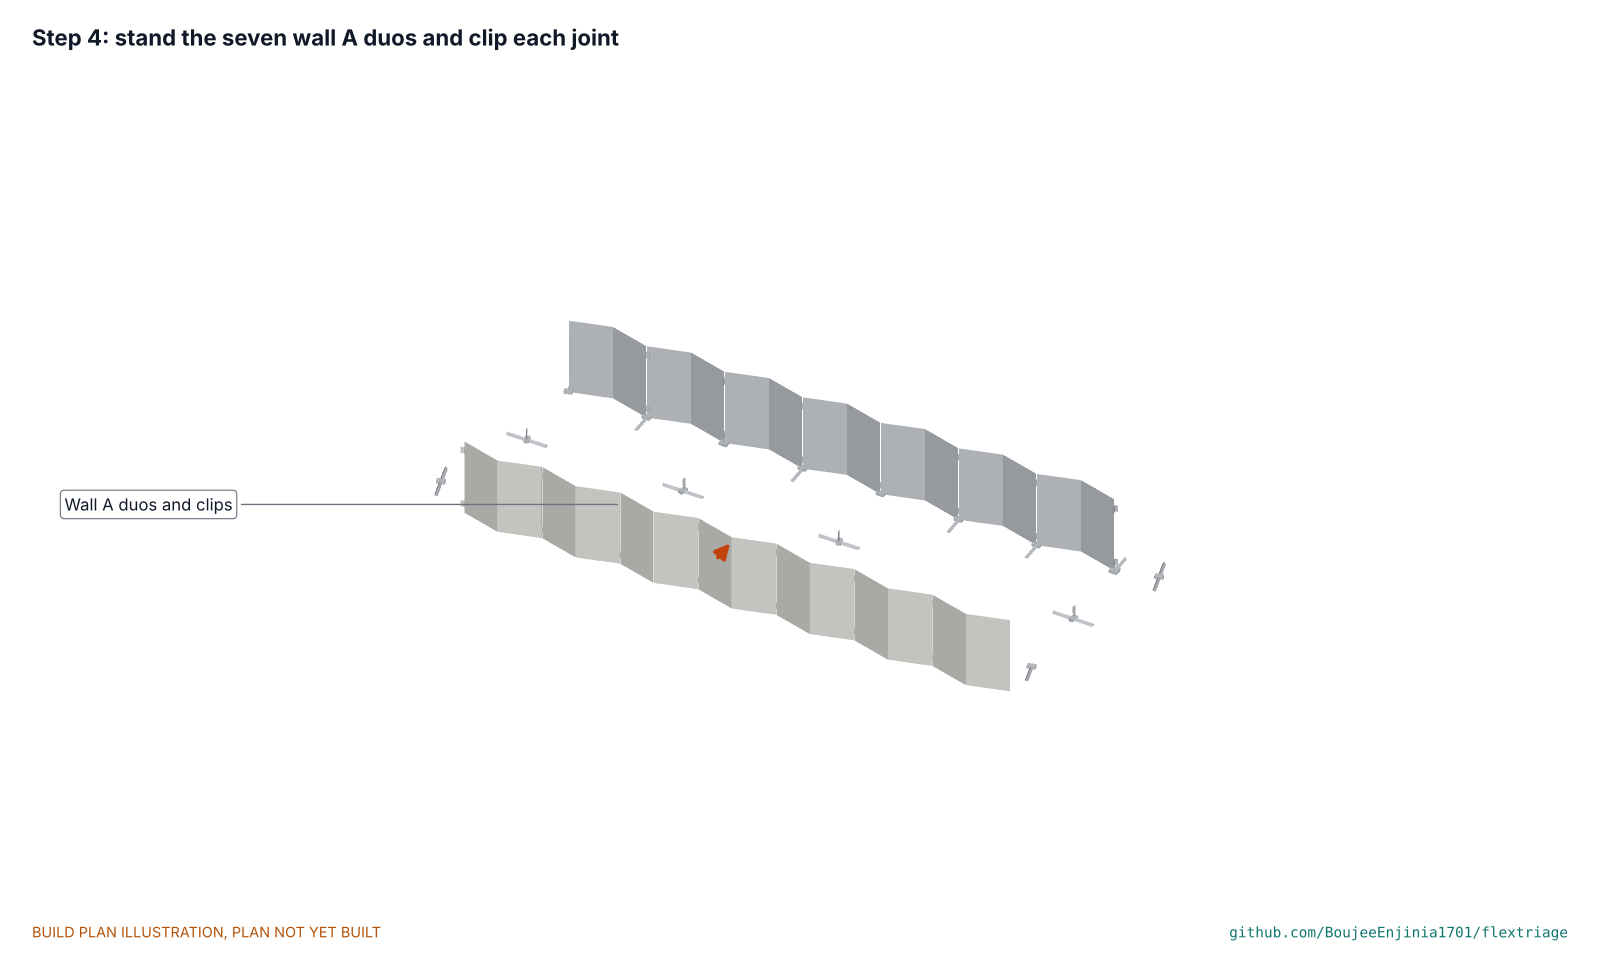 Step 4: stand the seven wall A duos and clip each joint
Wall A duos and clips
BUILD PLAN ILLUSTRATION, PLAN NOT YET BUILT
github.com/BoujeeEnjinia1701/flextriage